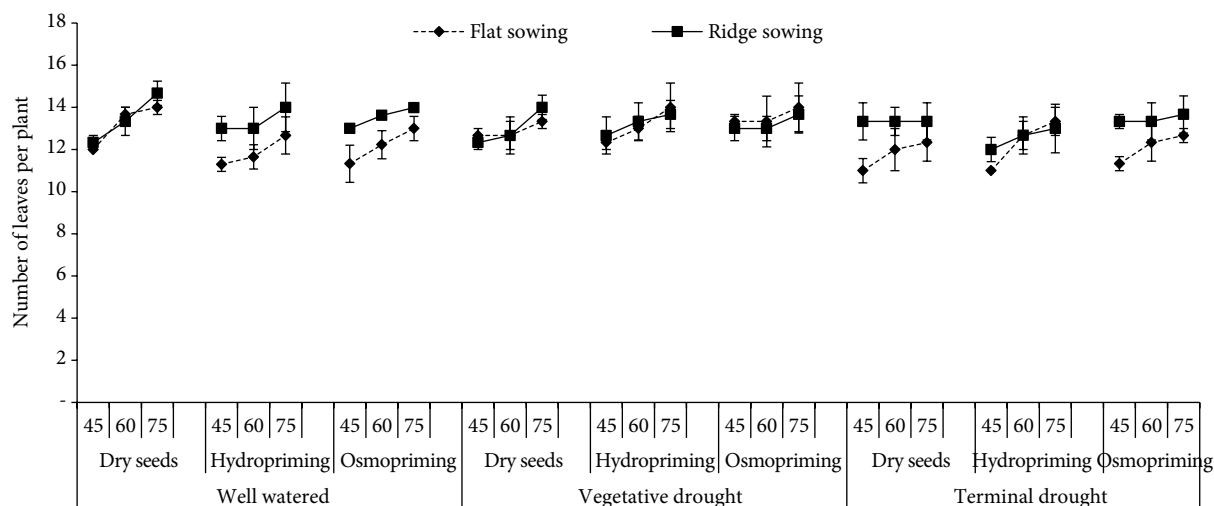 Number of leaves per plant
18
16
14
12
10
8
6
4
2
-
Flat sowing Ridge sowing
45 60 75 45 60 75 45 60 75 45 60 75 45 60 75 45 60 75 45 60 75 45 60 75 45 60 75
Dry seeds Hydropriming Osmopriming Dry seeds Hydropriming Osmopriming Dry seeds Hydropriming Osmopriming
Well watered Vegetative drought Terminal drought